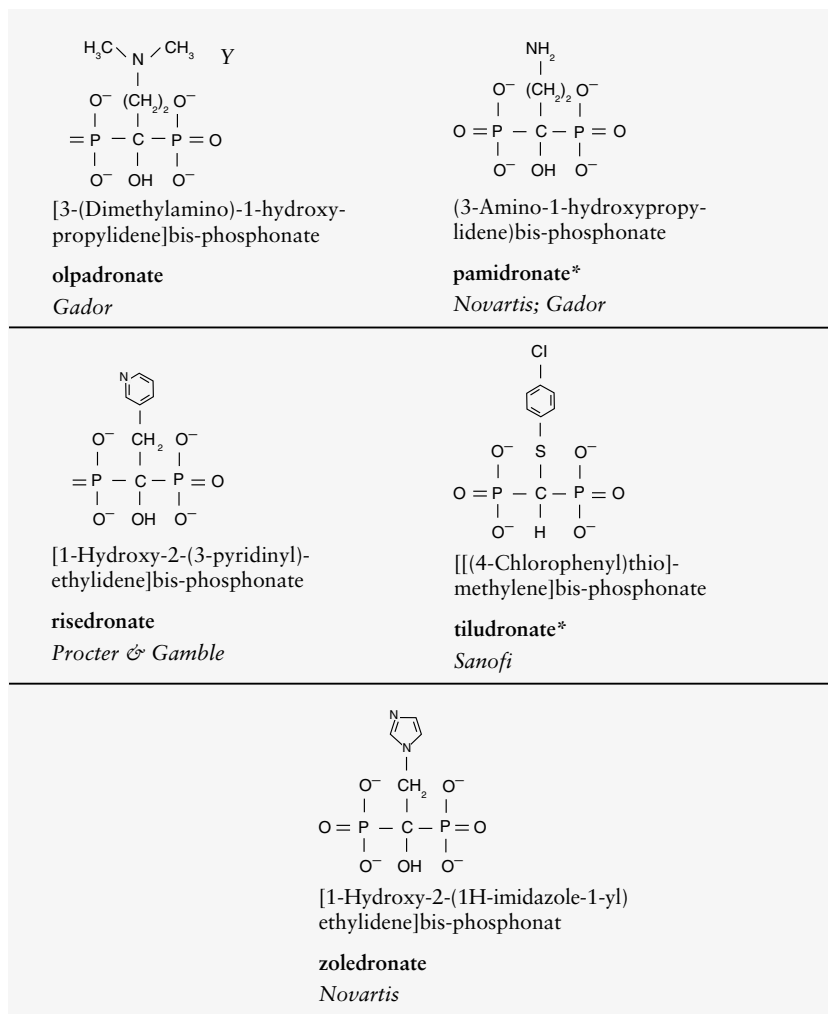 H3C CH3 Y
N
O– (CH2)2 O–
= P – C – P = O
O– OH O–
[3-(Dimethylamino)-1-hydroxy-
propylidene]bis-phosphonate
olpadronate
Gador
NH2
O– (CH2)2 O–
O = P – C – P = O
O– OH O–
(3-Amino-1-hydroxypropy-
lidene)bis-phosphonate
pamidronate*
Novartis; Gador
N
O– CH2 O–
= P – C – P = O
O– OH O–
[1-Hydroxy-2-(3-pyridinyl)-
ethylidene]bis-phosphonate
risedronate
Procter & Gamble
Cl
S
O– O–
O = P – C – P = O
O– H O–
[[(4-Chlorophenyl)thio]-
methylene]bis-phosphonate
tiludronate*
Sanofi
N
N
O– CH2 O–
O = P – C – P = O
O– OH O–
[1-Hydroxy-2-(1H-imidazole-1-yl)
ethylidene]bis-phosphonat
zoledronate
Novartis